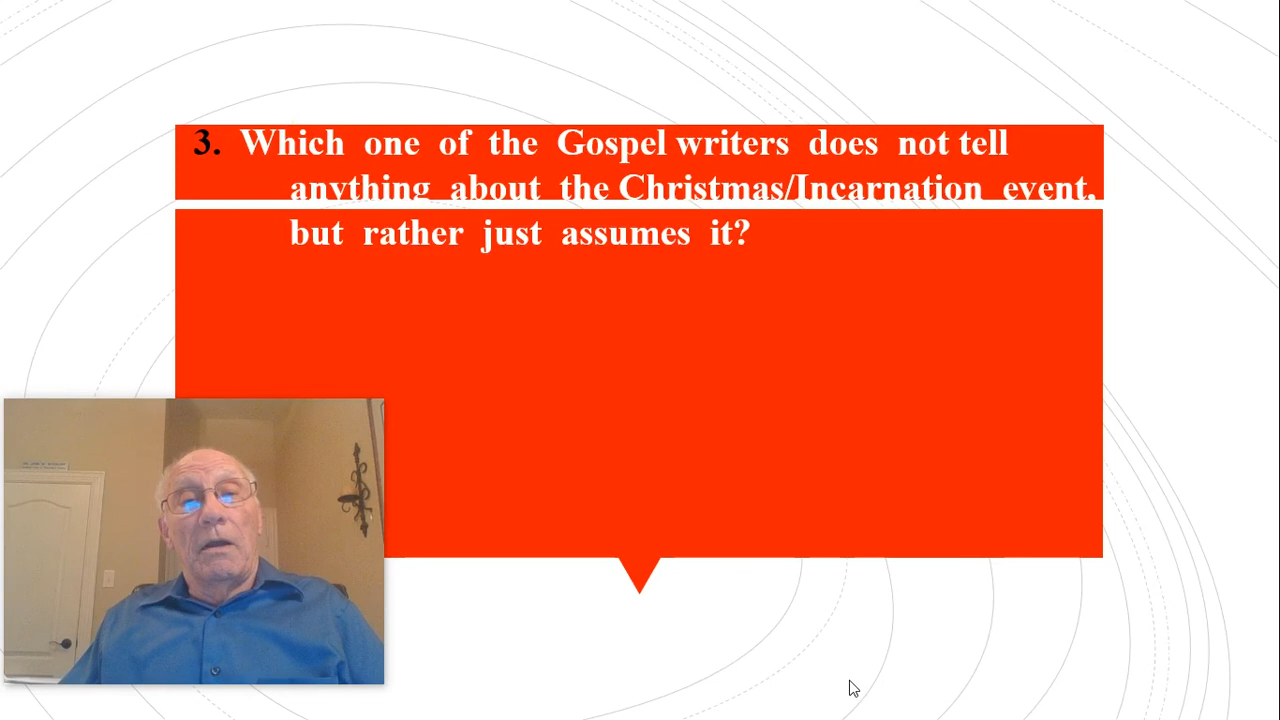 3. Which one of the Gospel writers does not tell
anything about the Christmas/Incarnation event,
but rather just assumes it?